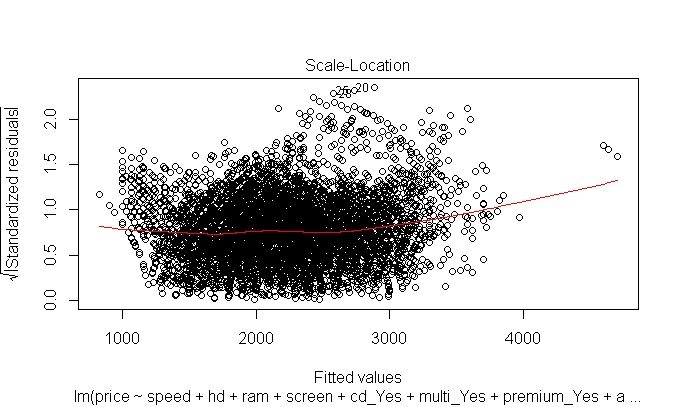 Scale-Location
√|Standardized residuals|
2.0
1.5
1.0
0.5
0.0
1000 2000 3000 4000
Fitted values
lm(price ~ speed + hd + ram + screen + cd_Yes + multi_Yes + premium_Yes + a ...